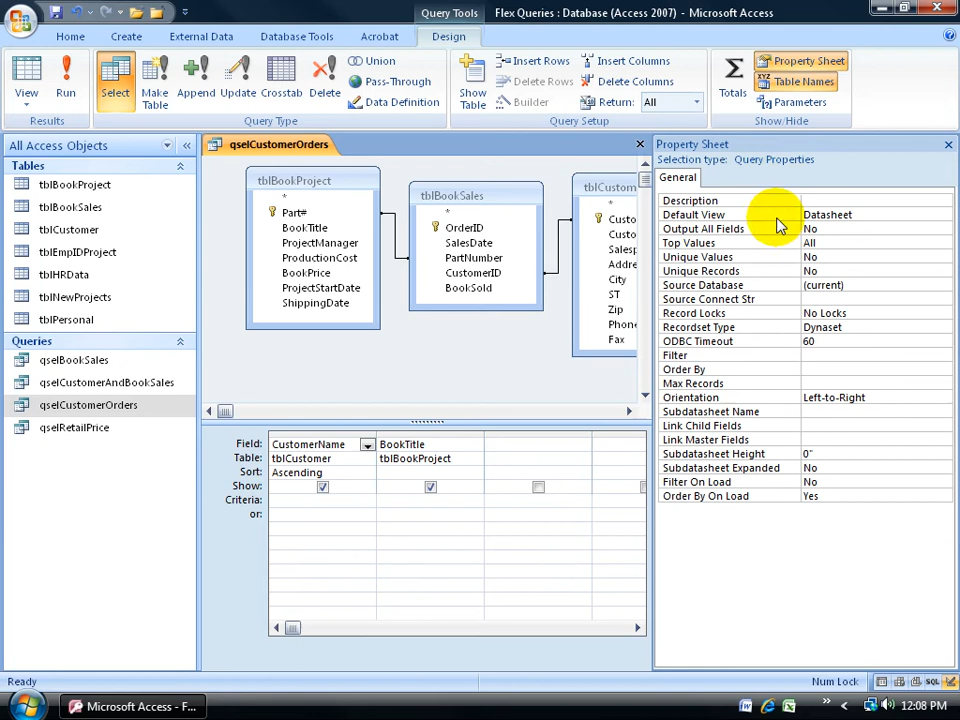 Query Tools
Flex Queries : Database (Access 2007) - Microsoft Access
Home
Create
External Data
Database Tools
Acrobat
Design
View
Run
Select
Make Table
Append
Update
Crosstab
Delete
Union
Pass-Through
Data Definition
Show Table
Insert Rows
Delete Rows
Builder
Insert Columns
Delete Columns
Return: All
Σ
Totals
Property Sheet
XYZ Table Names
Parameters
Results
Query Type
Query Setup
Show/Hide
All Access Objects
Tables
tblBookProject
tblBookSales
tblCustomer
tblEmpIDProject
tblHRData
tblNewProjects
tblPersonal
Queries
qselBookSales
qselCustomerAndBookSales
qselCustomerOrders
qselRetailPrice
qselCustomerOrders
tblBookProject
*
Part#
BookTitle
ProjectManager
ProductionCost
BookPrice
ProjectStartDate
ShippingDate
tblBookSales
*
OrderID
SalesDate
PartNumber
CustomerID
BookSold
tblCustom
*
Custo
Custo
Salesp
Addre
City
ST
Zip
Phon
Fax
Field: CustomerName BookTitle
Table: tblCustomer tblBookProject
Sort: Ascending
Show:
Criteria:
or:
Property Sheet
Selection type: Query Properties
General
Description
Default View Datasheet
Output All Fields No
Top Values All
Unique Values No
Unique Records No
Source Database (current)
Source Connect Str
Record Locks No Locks
Recordset Type Dynaset
ODBC Timeout 60
Filter
Order By
Max Records
Orientation Left-to-Right
Subdatasheet Name
Link Child Fields
Link Master Fields
Subdatasheet Height 0"
Subdatasheet Expanded No
Filter On Load No
Order By On Load Yes
Ready
Num Lock
SQL
Microsoft Access - F...
12:08 PM